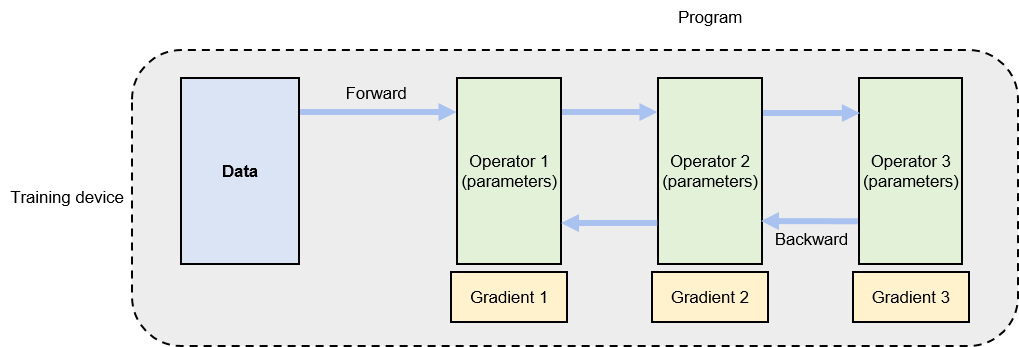 Program
Training device
Data
Forward
Operator 1
(parameters)
Operator 2
(parameters)
Operator 3
(parameters)
Backward
Gradient 1
Gradient 2
Gradient 3